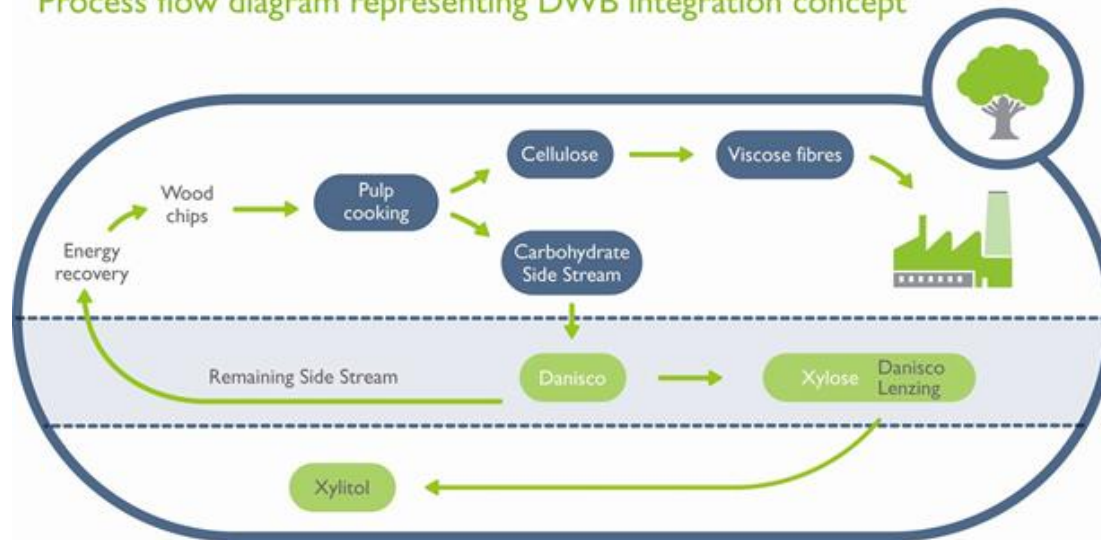 Process flow diagram representing DWB integration concept
Cellulose
Viscose fibres
Wood
chips
Pulp
cooking
Energy
recovery
Carbohydrate
Side Stream
Remaining Side Stream
Danisco
Xylose
Danisco
Lenzing
Xylitol